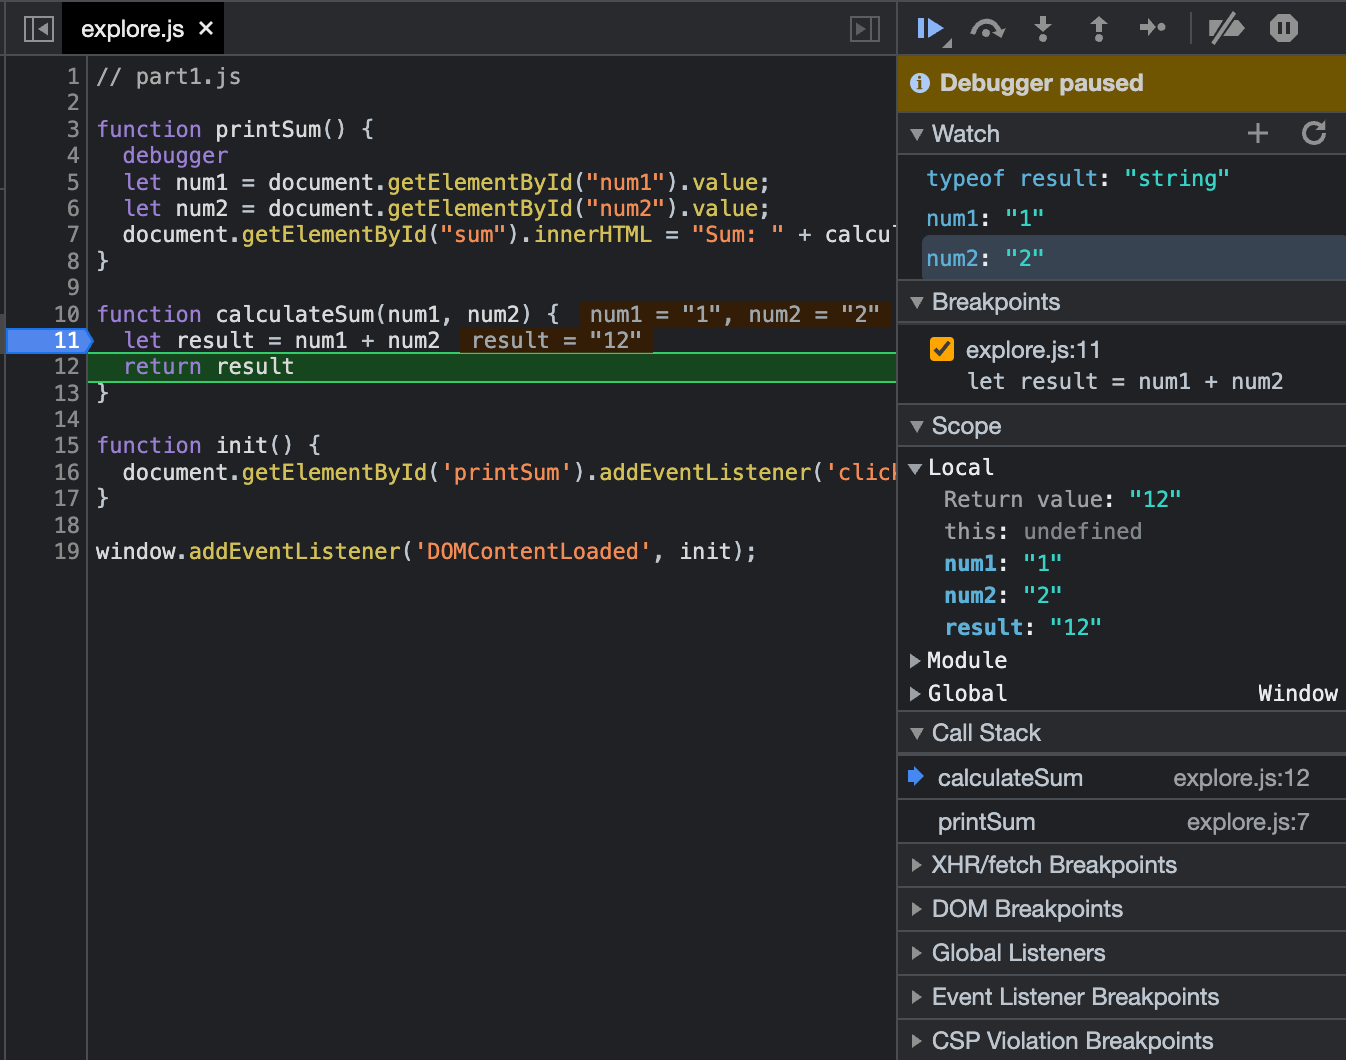 explore.js ×
1 // part1.js
2
3 function printSum() {
4 debugger
5 let num1 = document.getElementById("num1").value;
6 let num2 = document.getElementById("num2").value;
7 document.getElementById("sum").innerHTML = "Sum: " + calcul
8 }
9
10 function calculateSum(num1, num2) { num1 = "1", num2 = "2"
11 let result = num1 + num2 result = "12"
12 return result
13 }
14
15 function init() {
16 document.getElementById('printSum').addEventListener('click
17 }
18
19 window.addEventListener('DOMContentLoaded', init);
Debugger paused
Watch
typeof result: "string"
num1: "1"
num2: "2"
Breakpoints
explore.js:11
let result = num1 + num2
Scope
Local
Return value: "12"
this: undefined
num1: "1"
num2: "2"
result: "12"
Module
Global Window
Call Stack
calculateSum explore.js:12
printSum explore.js:7
XHR/fetch Breakpoints
DOM Breakpoints
Global Listeners
Event Listener Breakpoints
CSP Violation Breakpoints